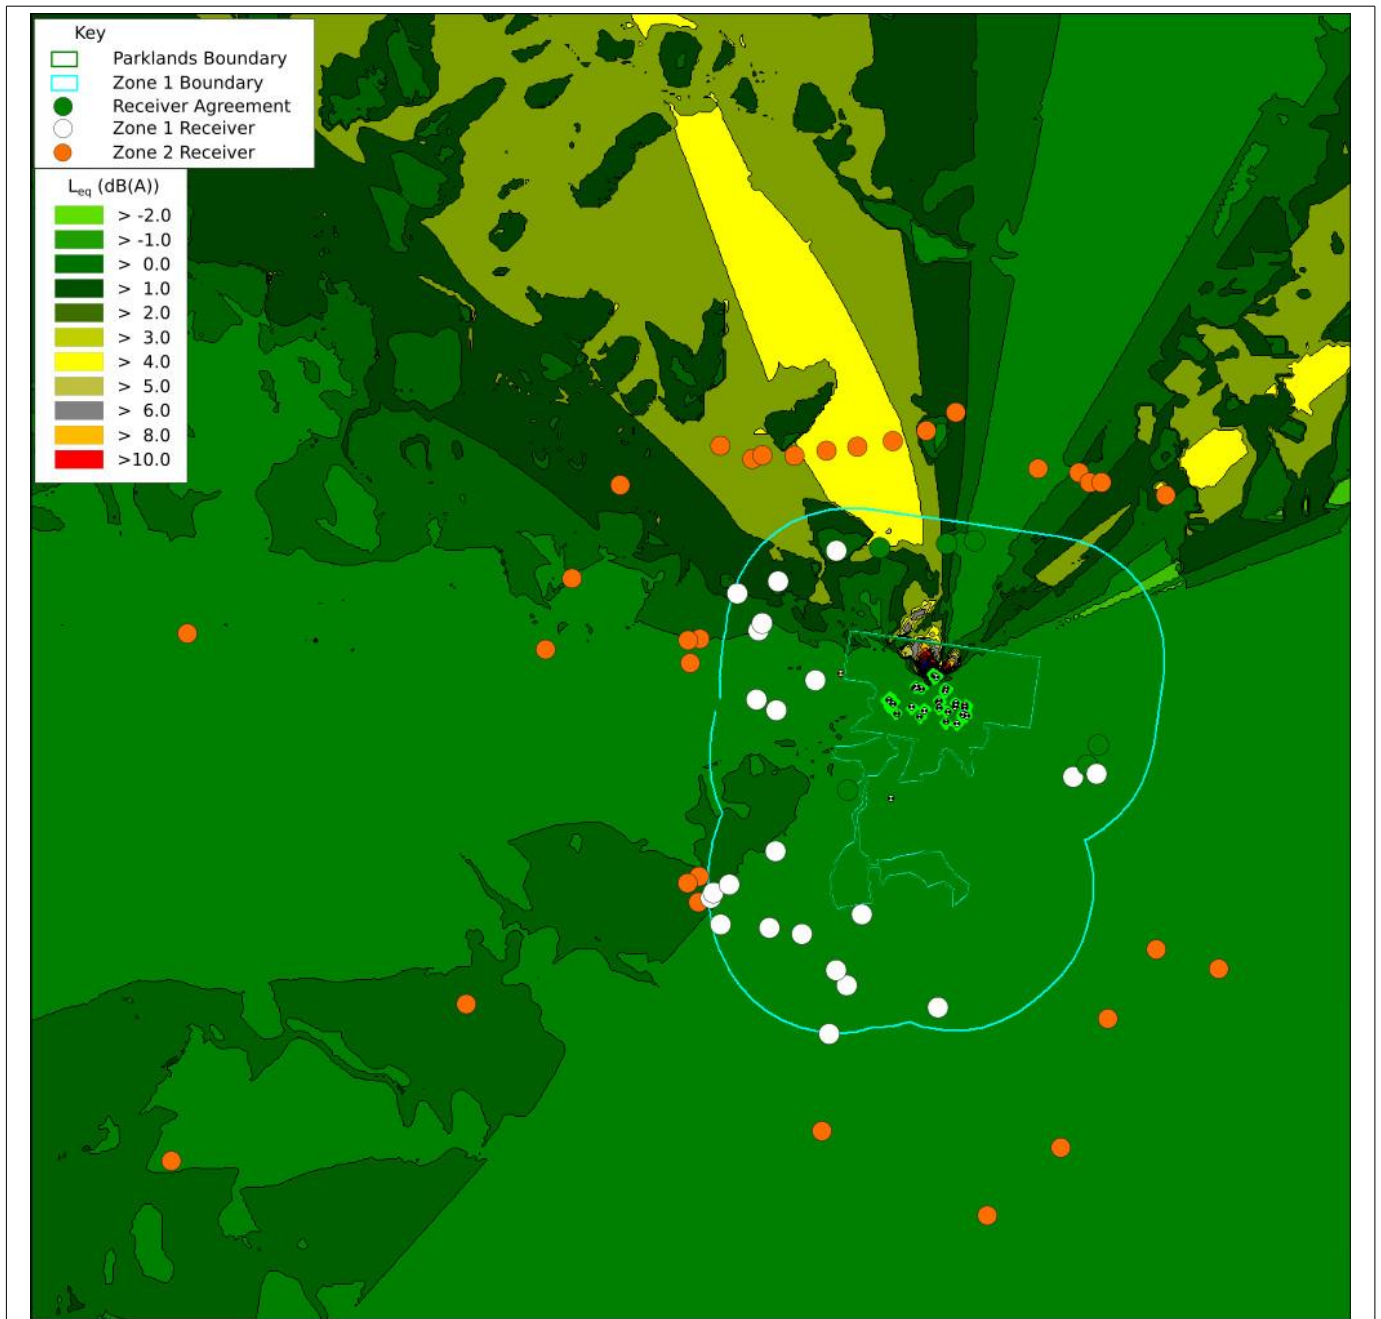 Key
Parklands Boundary
Zone 1 Boundary
Receiver Agreement
Zone 1 Receiver
Zone 2 Receiver
Leq (dB(A))
> -2.0
> -1.0
> 0.0
> 1.0
> 2.0
> 3.0
> 4.0
> 5.0
> 6.0
> 8.0
>10.0